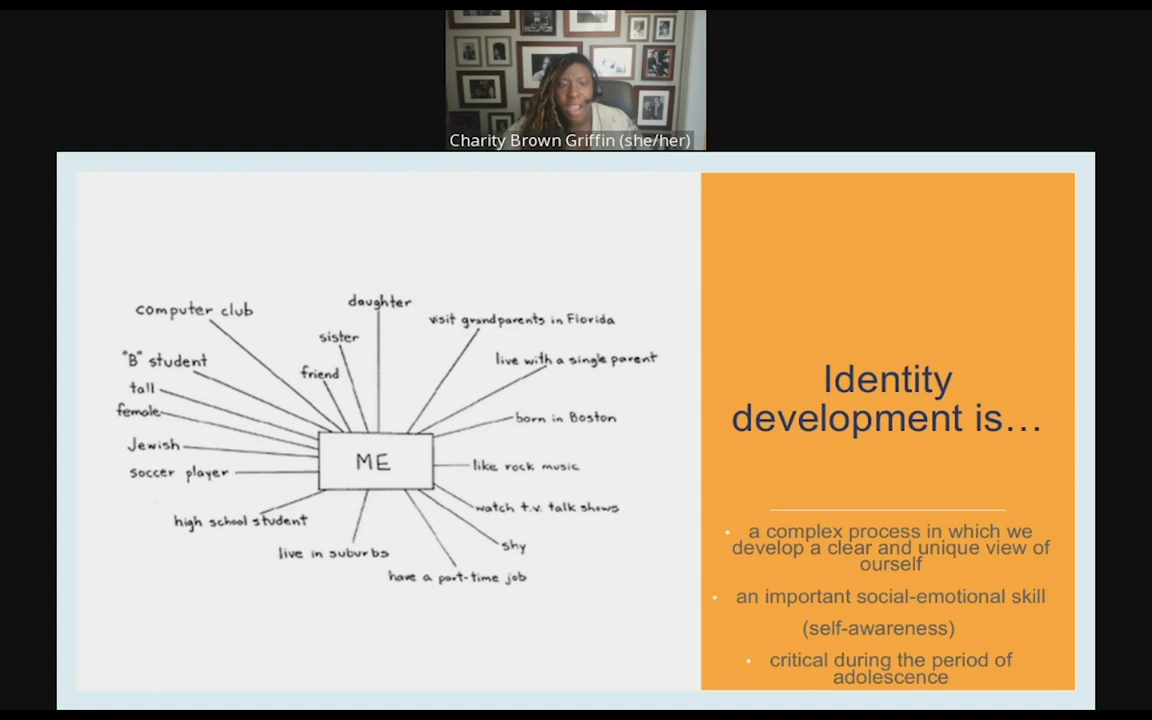 Charity Brown Griffin (she/her)
computer club
daughter
visit grandparents in Florida
sister
"B" student
friend
live with a single parent
tall
female
born in Boston
Jewish
ME
like rock music
soccer player
high school student
watch t.v. talk shows
live in suburbs
shy
have a part-time job
Identity
development is...
• a complex process in which we
develop a clear and unique view of
ourself
• an important social-emotional skill
(self-awareness)
• critical during the period of
adolescence